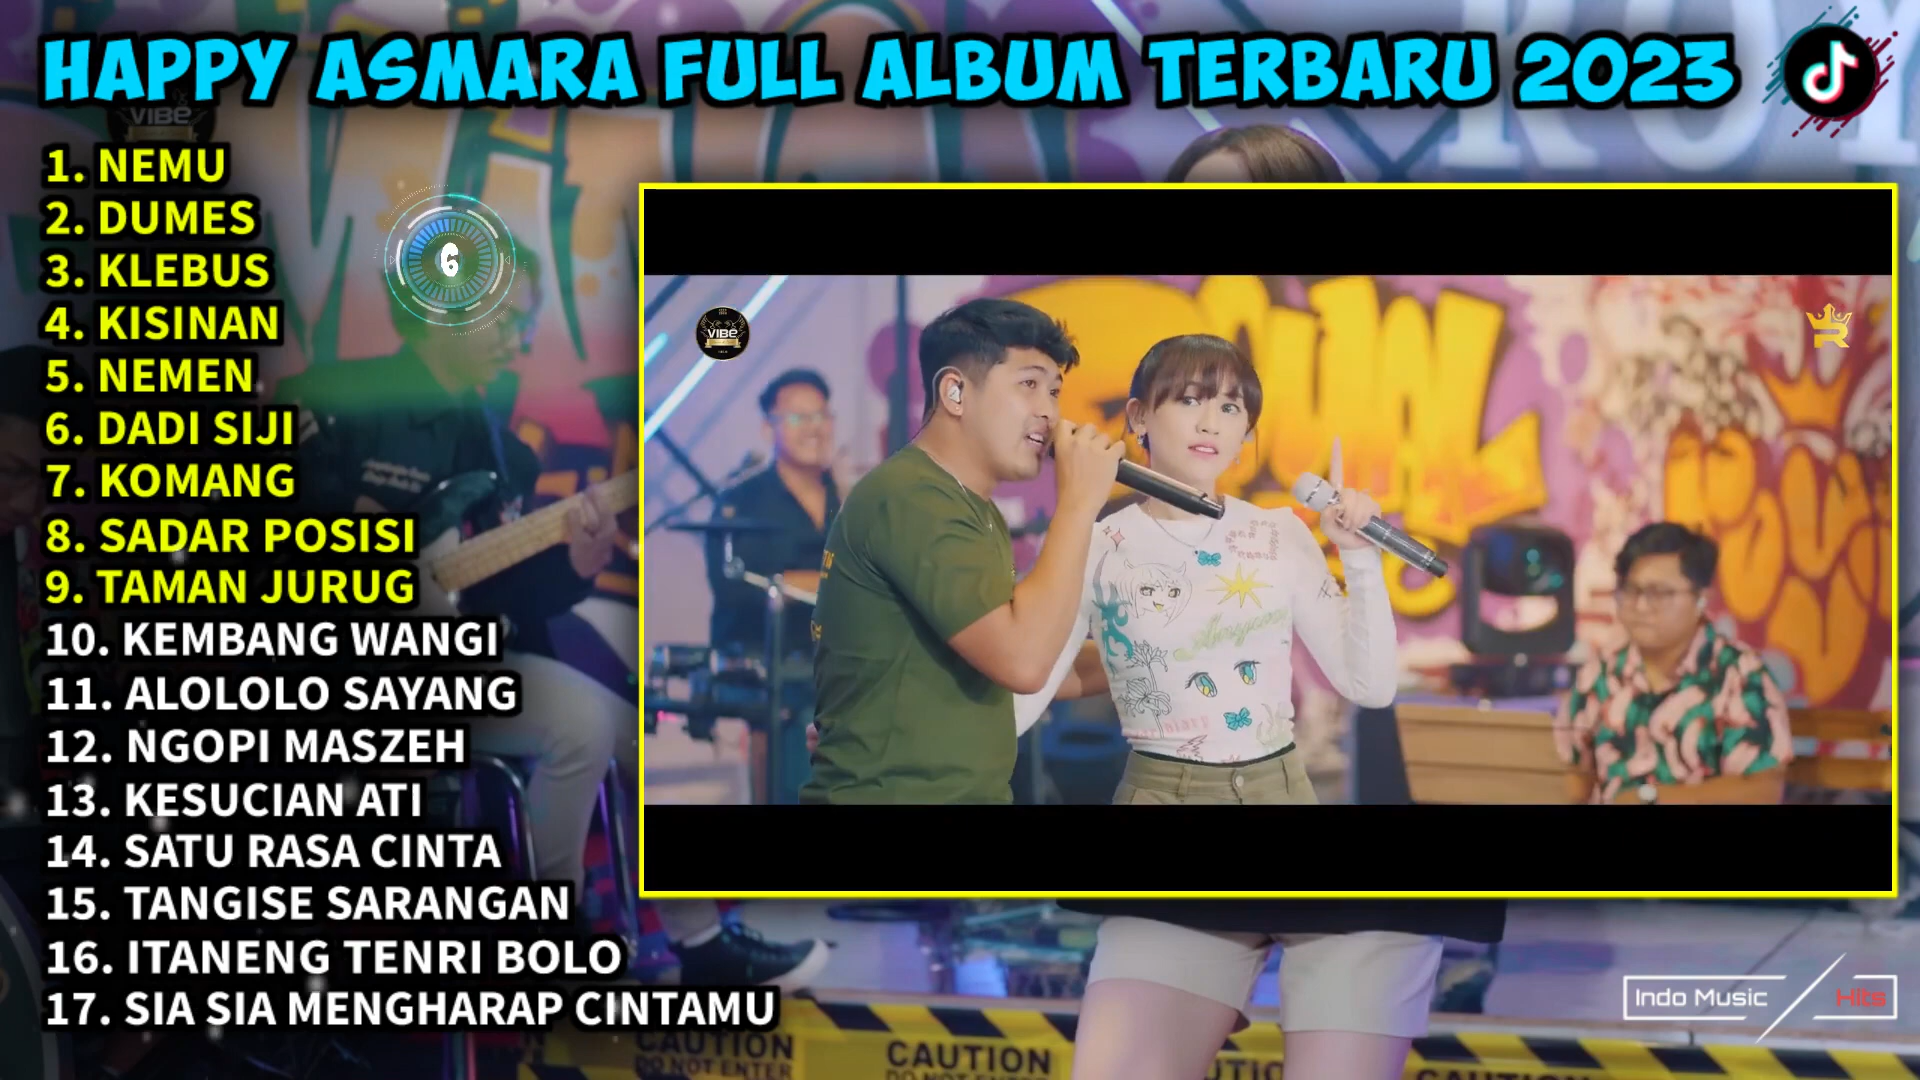 HAPPY ASMARA FULL ALBUM TERBARU 2023
VIBE
1. NEMU
2. DUMES
3. KLEBUS
4. KISINAN
5. NEMEN
6. DADI SIJI
7. KOMANG
8. SADAR POSISI
9. TAMAN JURUG
10. KEMBANG WANGI
11. ALOLOLO SAYANG
12. NGOPI MASZEH
13. KESUCIAN ATI
14. SATU RASA CINTA
15. TANGISE SARANGAN
16. ITANENG TENRI BOLO
17. SIA SIA MENGHARAP CINTAMU
6
VIBE
R
Indo Music Hits
CAUTION CAUTION
DO NOT ENTER